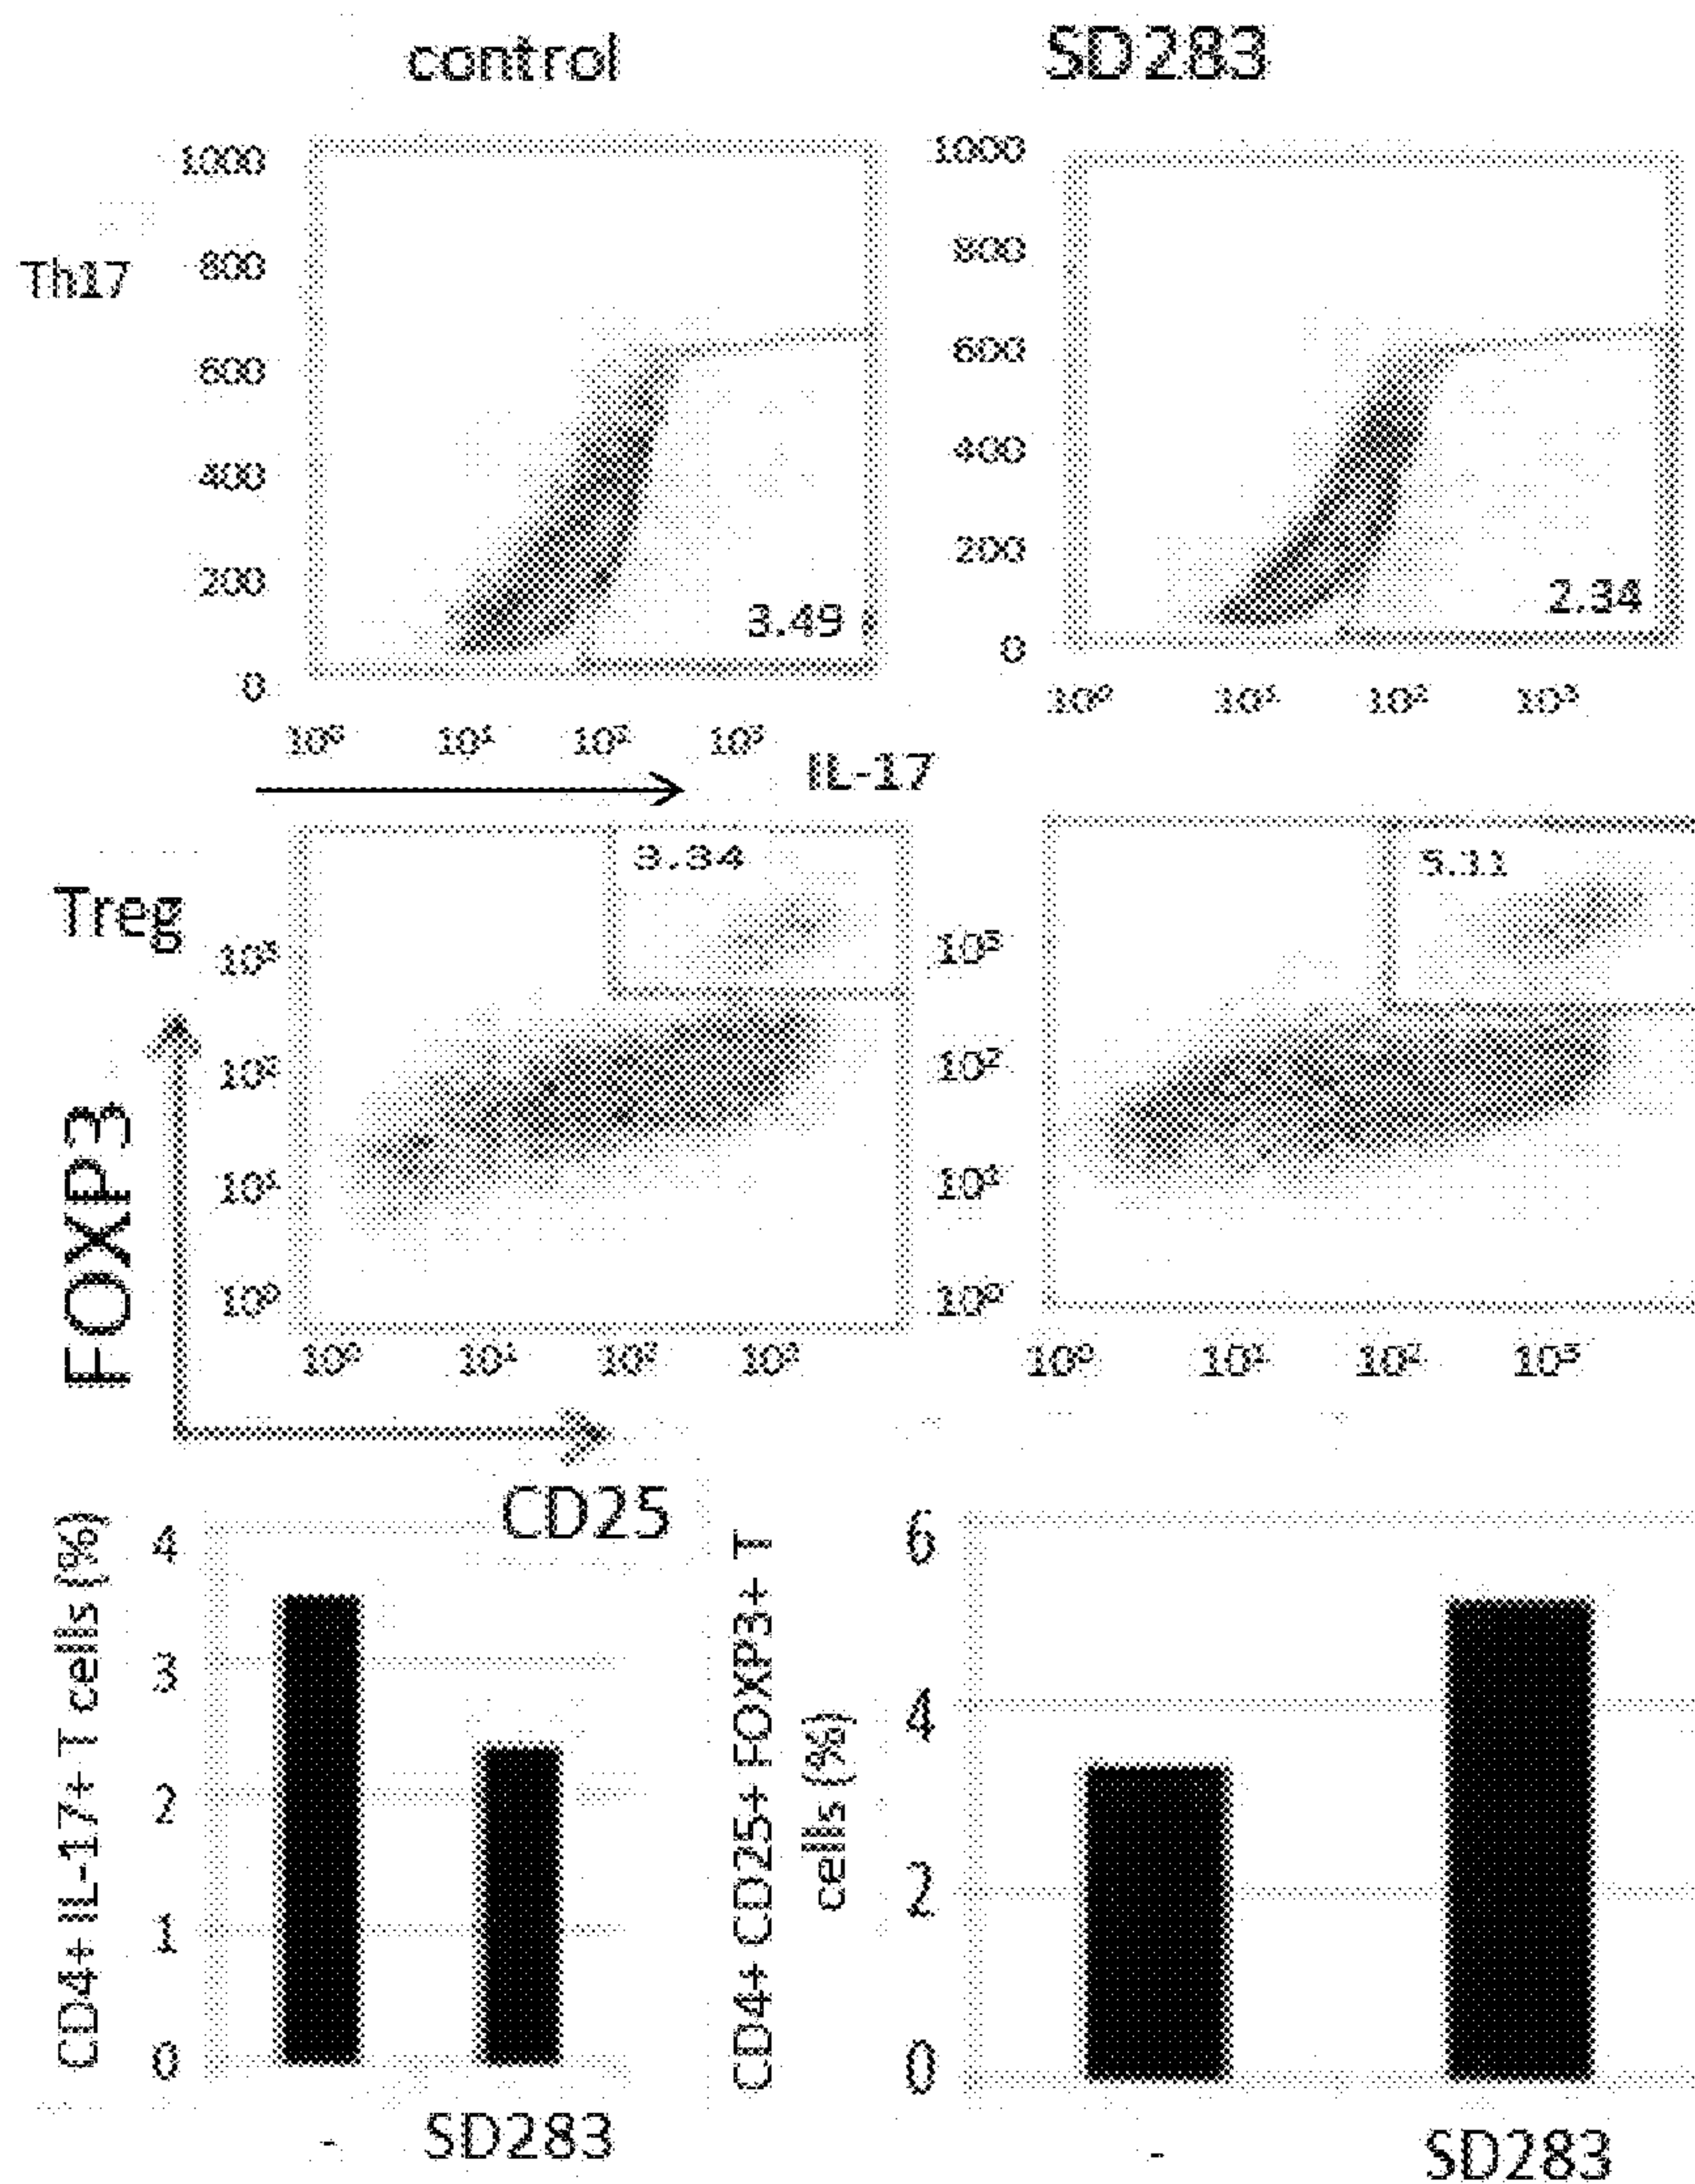 control
SD283
1000
800
600
400
200
0
Th17
3.49
10⁰ 10¹ 10² 10³
1000
800
600
400
200
0
2.34
10⁰ 10¹ 10² 10³
IL-17
Treg
3.34
10³
10²
10¹
10⁰
10⁰ 10¹ 10² 10³
5.11
10³
10²
10¹
10⁰
10⁰ 10¹ 10² 10³
FOXP3
CD25
CD4+ IL-17+ T cells (%)
4
3
2
1
0
- SD283
CD4+ CD25+ FOXP3+ T
cells (%)
6
4
2
0
- SD283